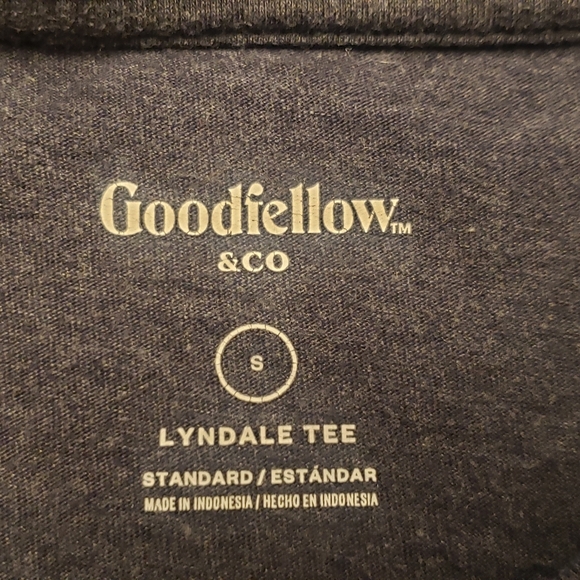 Goodfellow™
&CO
S
LYNDALE TEE
STANDARD / ESTÁNDAR
MADE IN INDONESIA / HECHO EN INDONESIA